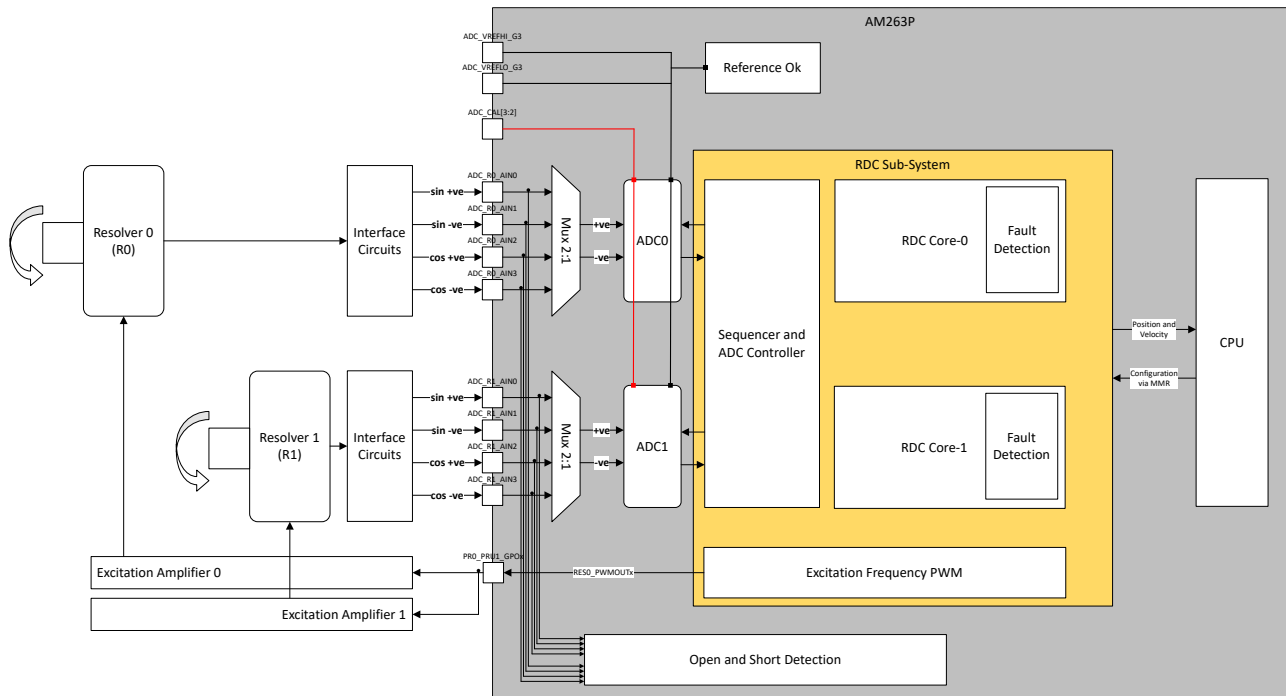 AM263P
ADC_VREFHI_G3
ADC_VREFLO_G3
ADC_CAL[3:2]
Reference Ok
RDC Sub-System
Resolver 0
(R0)
Interface
Circuits
sin +ve
sin -ve
cos +ve
cos -ve
ADC_R0_AIN0
ADC_R0_AIN1
ADC_R0_AIN2
ADC_R0_AIN3
Mux 2:1
+ve
-ve
ADC0
Sequencer and
ADC Controller
RDC Core-0
Fault
Detection
Position and
Velocity
Configuration
via MMR
CPU
Resolver 1
(R1)
Interface
Circuits
sin +ve
sin -ve
cos +ve
cos -ve
ADC_R1_AIN0
ADC_R1_AIN1
ADC_R1_AIN2
ADC_R1_AIN3
Mux 2:1
+ve
-ve
ADC1
RDC Core-1
Fault
Detection
PR0_PRU1_GPOx
RES0_PWMOUTx
Excitation Frequency PWM
Excitation Amplifier 0
Excitation Amplifier 1
Open and Short Detection